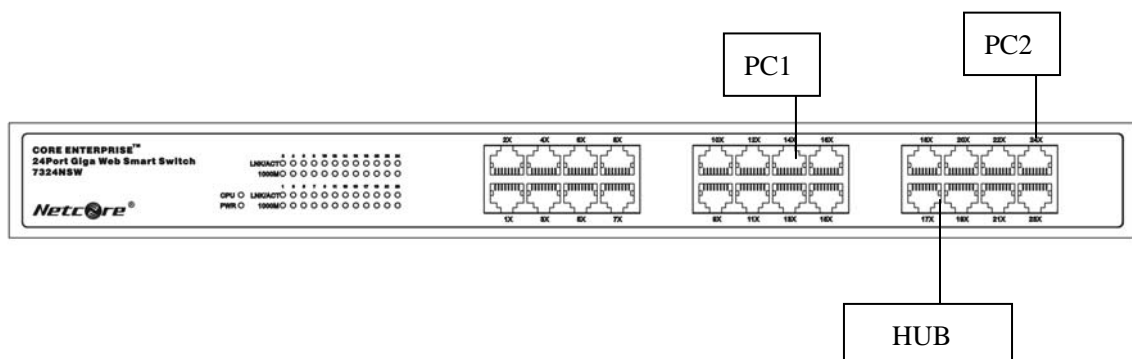 PC1
PC2
CORE ENTERPRISE™
24Port Giga Web Smart Switch
7324NSW
LNK/ACT
1000M
CPU LNK/ACT
PWR 1000M
Netcore®
2X 4X 6X 8X
10X 12X 14X 16X
18X 20X 22X 24X
1X 3X 5X 7X
9X 11X 13X 15X
17X 19X 21X 23X
HUB